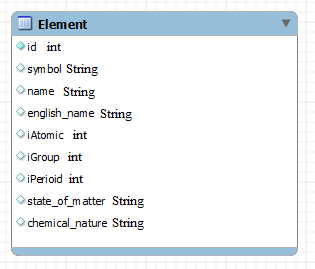 Element
id int
symbol String
name String
english_name String
iAtomic int
iGroup int
iPerioid int
state_of_matter String
chemical_nature String